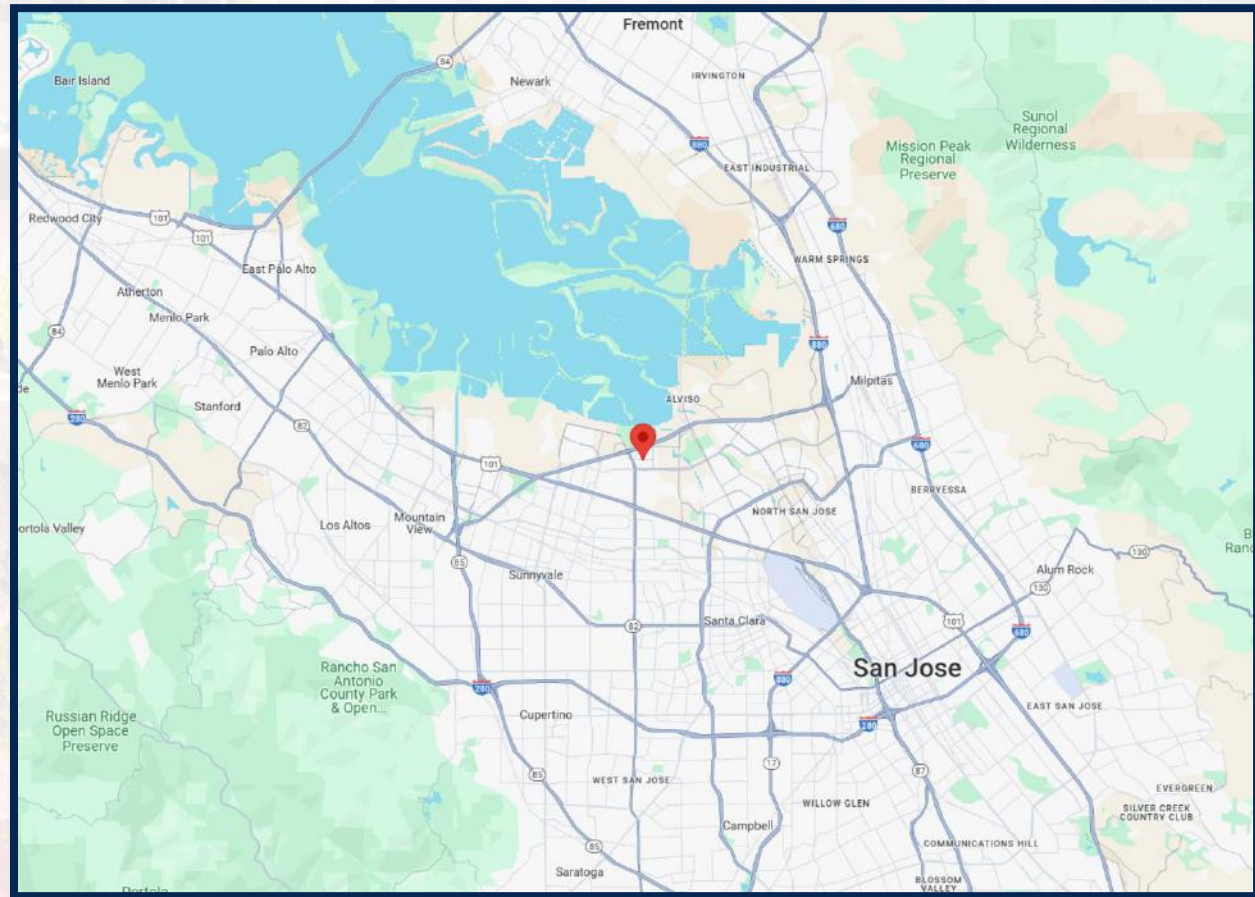 Fremont
84
Bair Island
Newark
IRVINGTON
Sunol
Regional
Wilderness
Mission Peak
Regional
Preserve
880
EAST INDUSTRIAL
Redwood City
101
101
680
WARM SPRINGS
East Palo Alto
Atherton
Menlo Park
84
Palo Alto
880
West
Menlo Park
Milpitas
Stanford
ALVISO
280
82
680
101
BERRYESSA
NORTH SAN JOSE
Los Altos
Mountain
View
ortola Valley
130
85
Sunnyvale
Alum Rock
130
82
Santa Clara
101
680
Rancho San
Antonio
County Park
& Open...
San Jose
280
880
Russian Ridge
Open Space
Preserve
Cupertino
EAST SAN JOSE
280
17
85
87
WEST SAN JOSE
WILLOW GLEN
EVERGREEN
SILVER CREEK
COUNTRY CLUB
Campbell
COMMUNICATIONS HILL
85
Saratoga
BLOSSOM
VALLEY